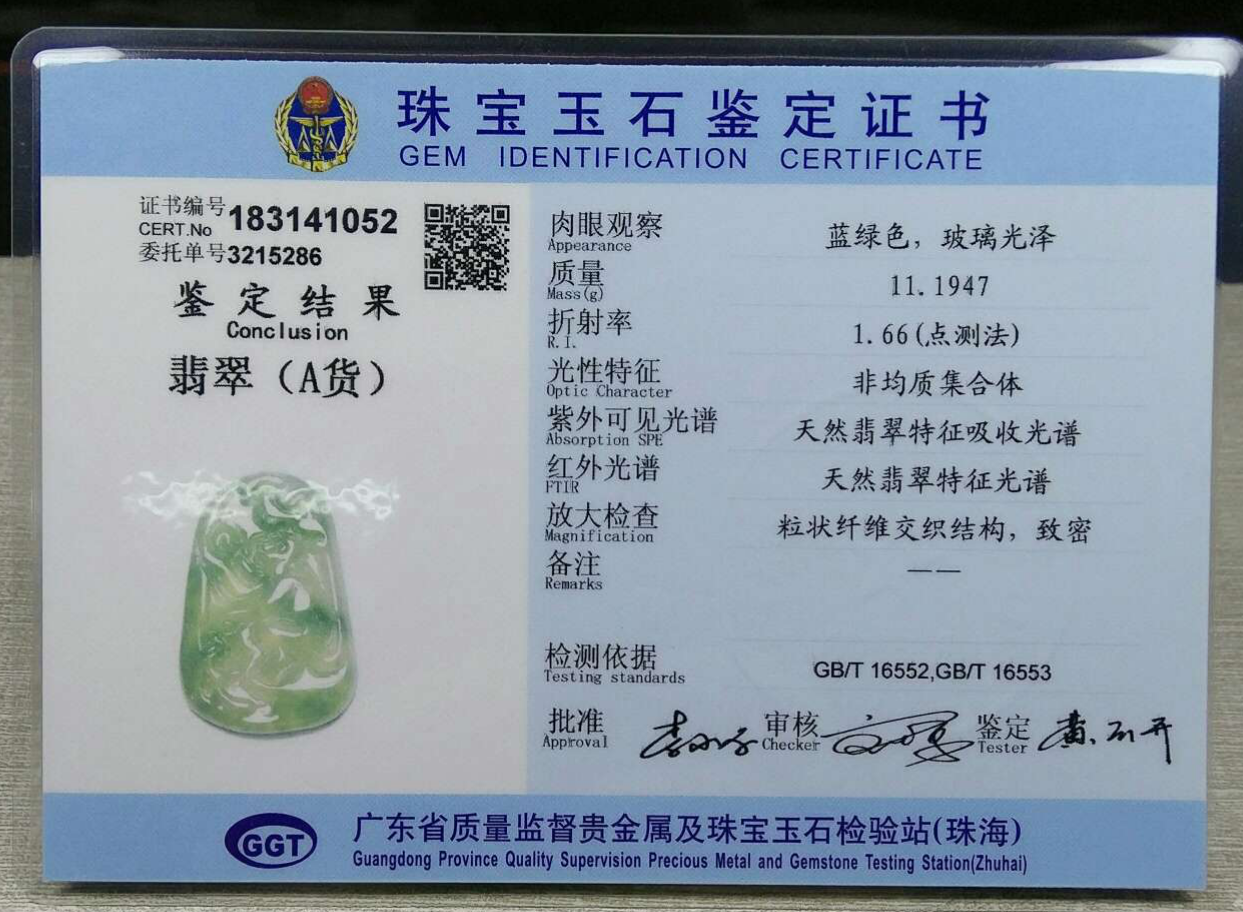 珠宝玉石鉴定证书
GEM IDENTIFICATION CERTIFICATE
证书编号
CERT.No
183141052
委托单号3215286
鉴定结果
Conclusion
翡翠（A货）
肉眼观察
Appearance
蓝绿色，玻璃光泽
质量
Mass(g)
11.1947
折射率
R.I.
1.66(点测法)
光性特征
Optic Character
非均质集合体
紫外可见光谱
Absorption SPE
天然翡翠特征吸收光谱
红外光谱
FTIR
天然翡翠特征光谱
放大检查
Magnification
粒状纤维交织结构，致密
备注
Remarks
——
检测依据
Testing standards
GB/T 16552,GB/T 16553
批准
Approval
审核
Checker
鉴定
Tester
GGT
广东省质量监督贵金属及珠宝玉石检验站(珠海)
Guangdong Province Quality Supervision Precious Metal and Gemstone Testing Station(Zhuhai)